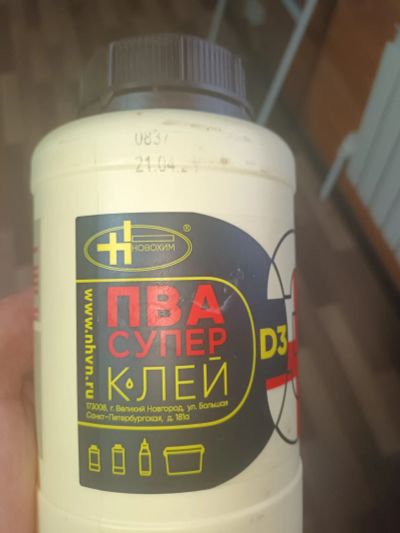 0837
21.04.2
НОВОХИМ ®
www.nhvn.ru
ПВА
СУПЕР
КЛЕЙ
D3
173008, г. Великий Новгород, ул. Большая
Санкт-Петербургская, д. 181а